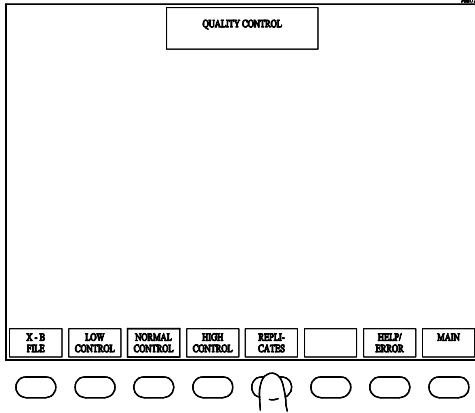 QUALITY CONTROL
X - B
FILE
LOW
CONTROL
NORMAL
CONTROL
HIGH
CONTROL
REPLI-
CATES
HELP/
ERROR
MAIN